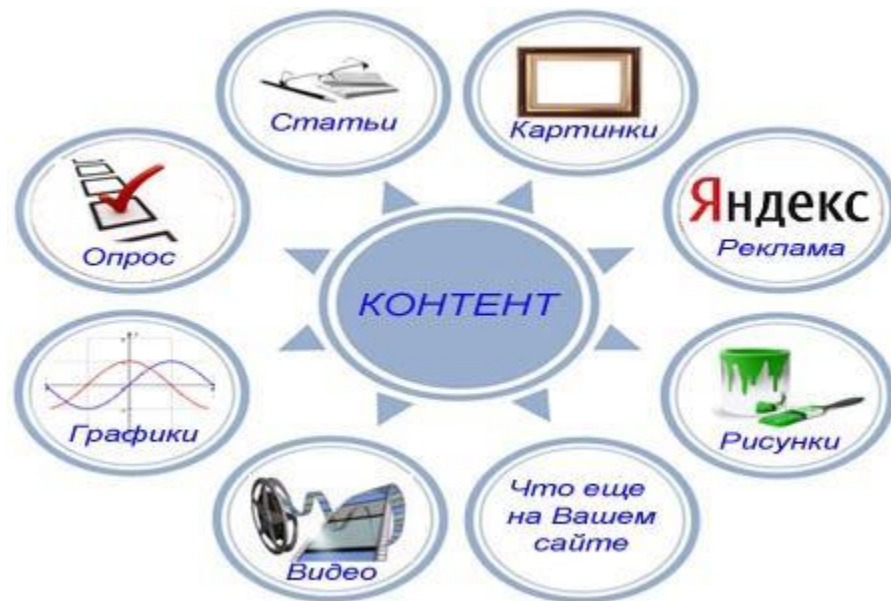 Статьи
Картинки
Опрос
Яндекс
Реклама
КОНТЕНТ
Графики
Рисунки
Видео
Что еще
на Вашем
сайте